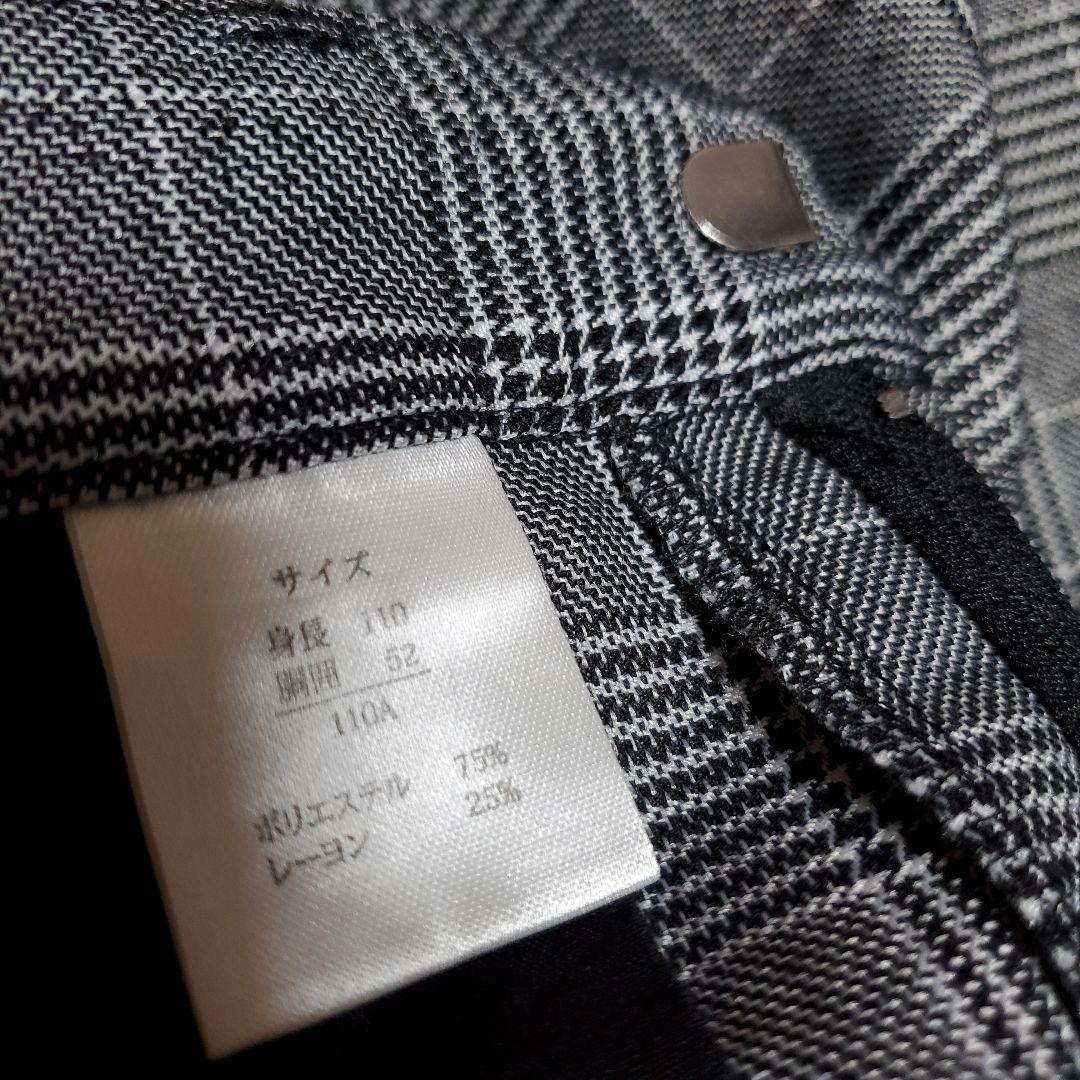 サイズ
身長 110
胴囲 52
110A
ポリエステル 75%
レーヨン 25%